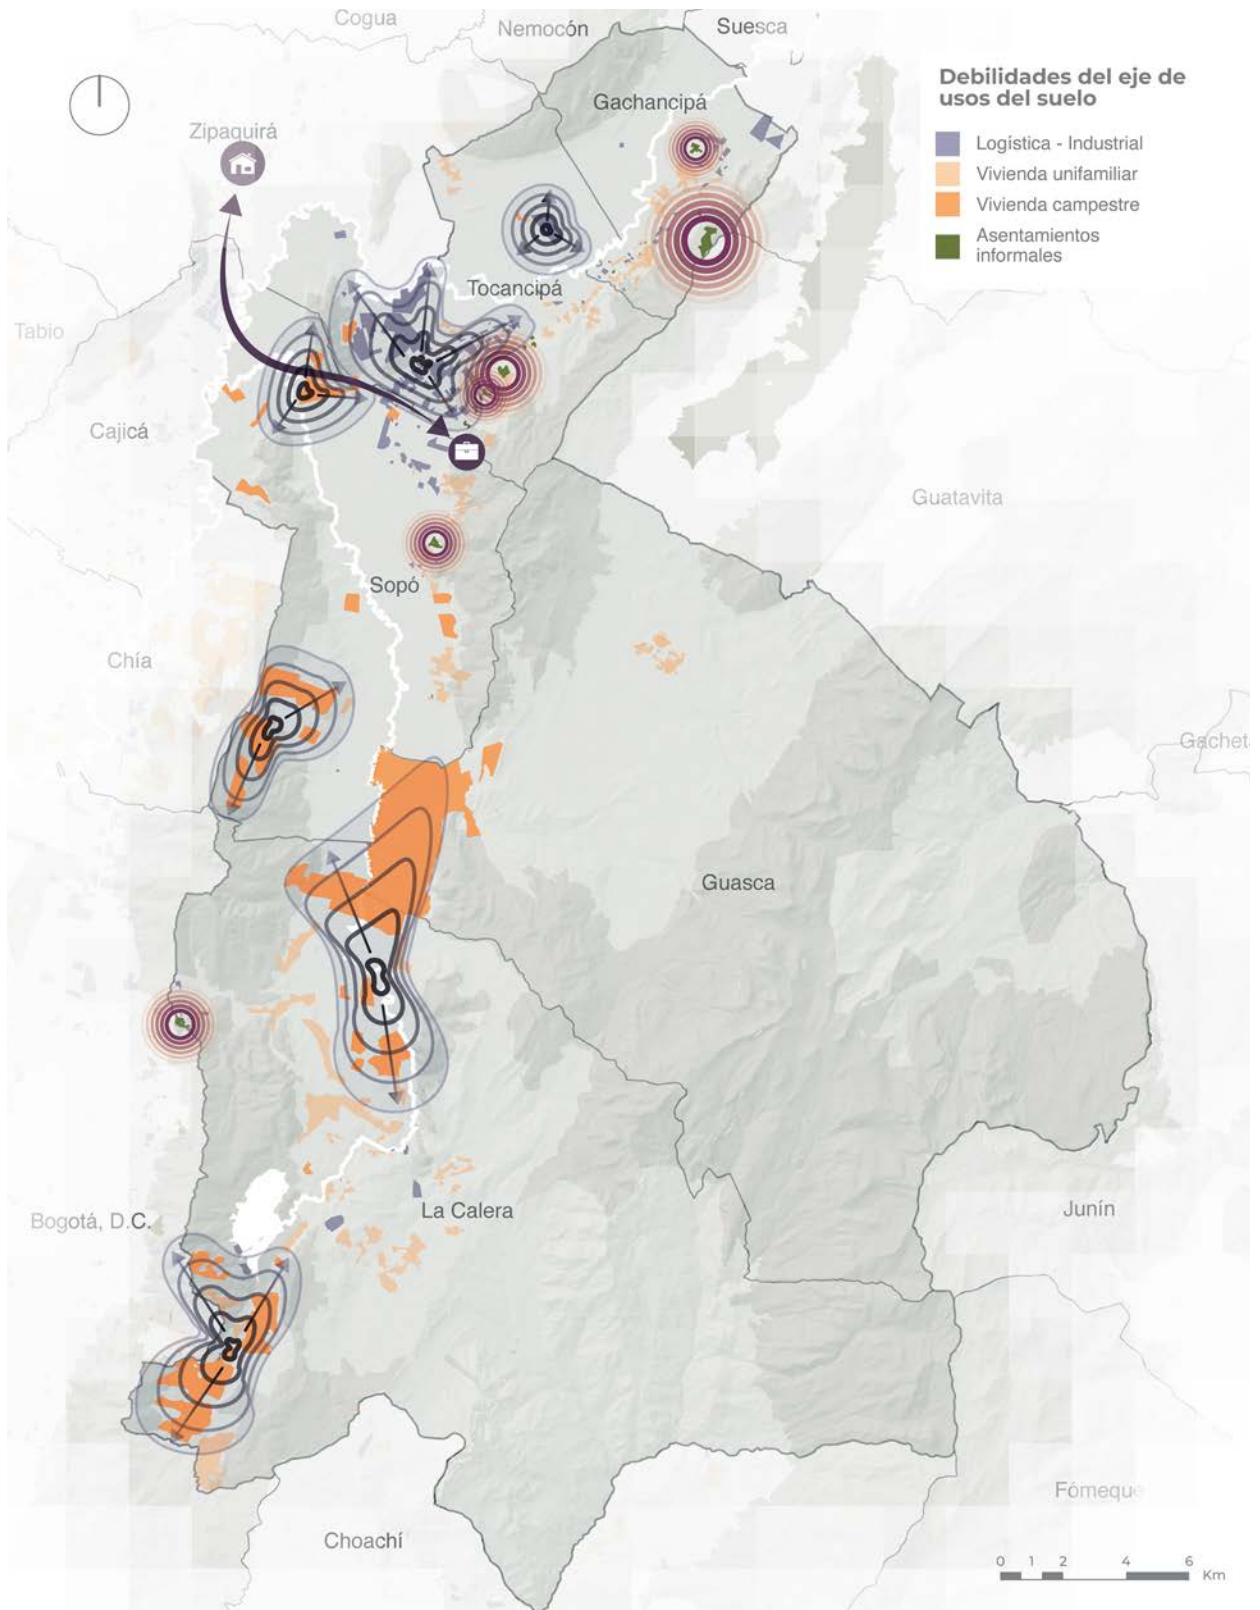 Cogua
Nemocón
Suesca
Debilidades del eje de
usos del suelo
Logística - Industrial
Vivienda unifamiliar
Vivienda campestre
Asentamientos
informales
Gachancipá
Zipaquirá
Tocancipá
Tabio
Cajicá
Guatavita
Sopó
Chía
Gachetá
Guasca
Bogotá, D.C.
La Calera
Junín
Fómeque
Choachí
0 1 2 4 6
Km